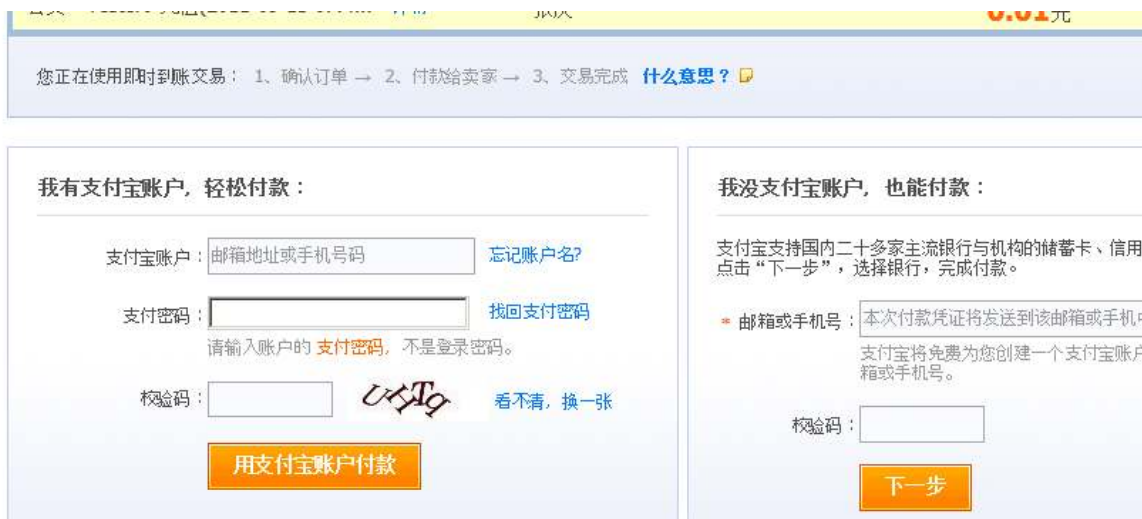 0.01元
您正在使用即时到账交易： 1、确认订单 → 2、付款给卖家 → 3、交易完成 什么意思？
我有支付宝账户，轻松付款：
支付宝账户： 邮箱地址或手机号码 忘记账户名?
支付密码： 找回支付密码
请输入账户的 支付密码，不是登录密码。
校验码： 看不清，换一张
用支付宝账户付款
我没支付宝账户，也能付款：
支付宝支持国内二十多家主流银行与机构的储蓄卡、信用
点击“下一步”，选择银行，完成付款。
* 邮箱或手机号： 本次付款凭证将发送到该邮箱或手机中
支付宝将免费为您创建一个支付宝账户
箱或手机号。
校验码：
下一步